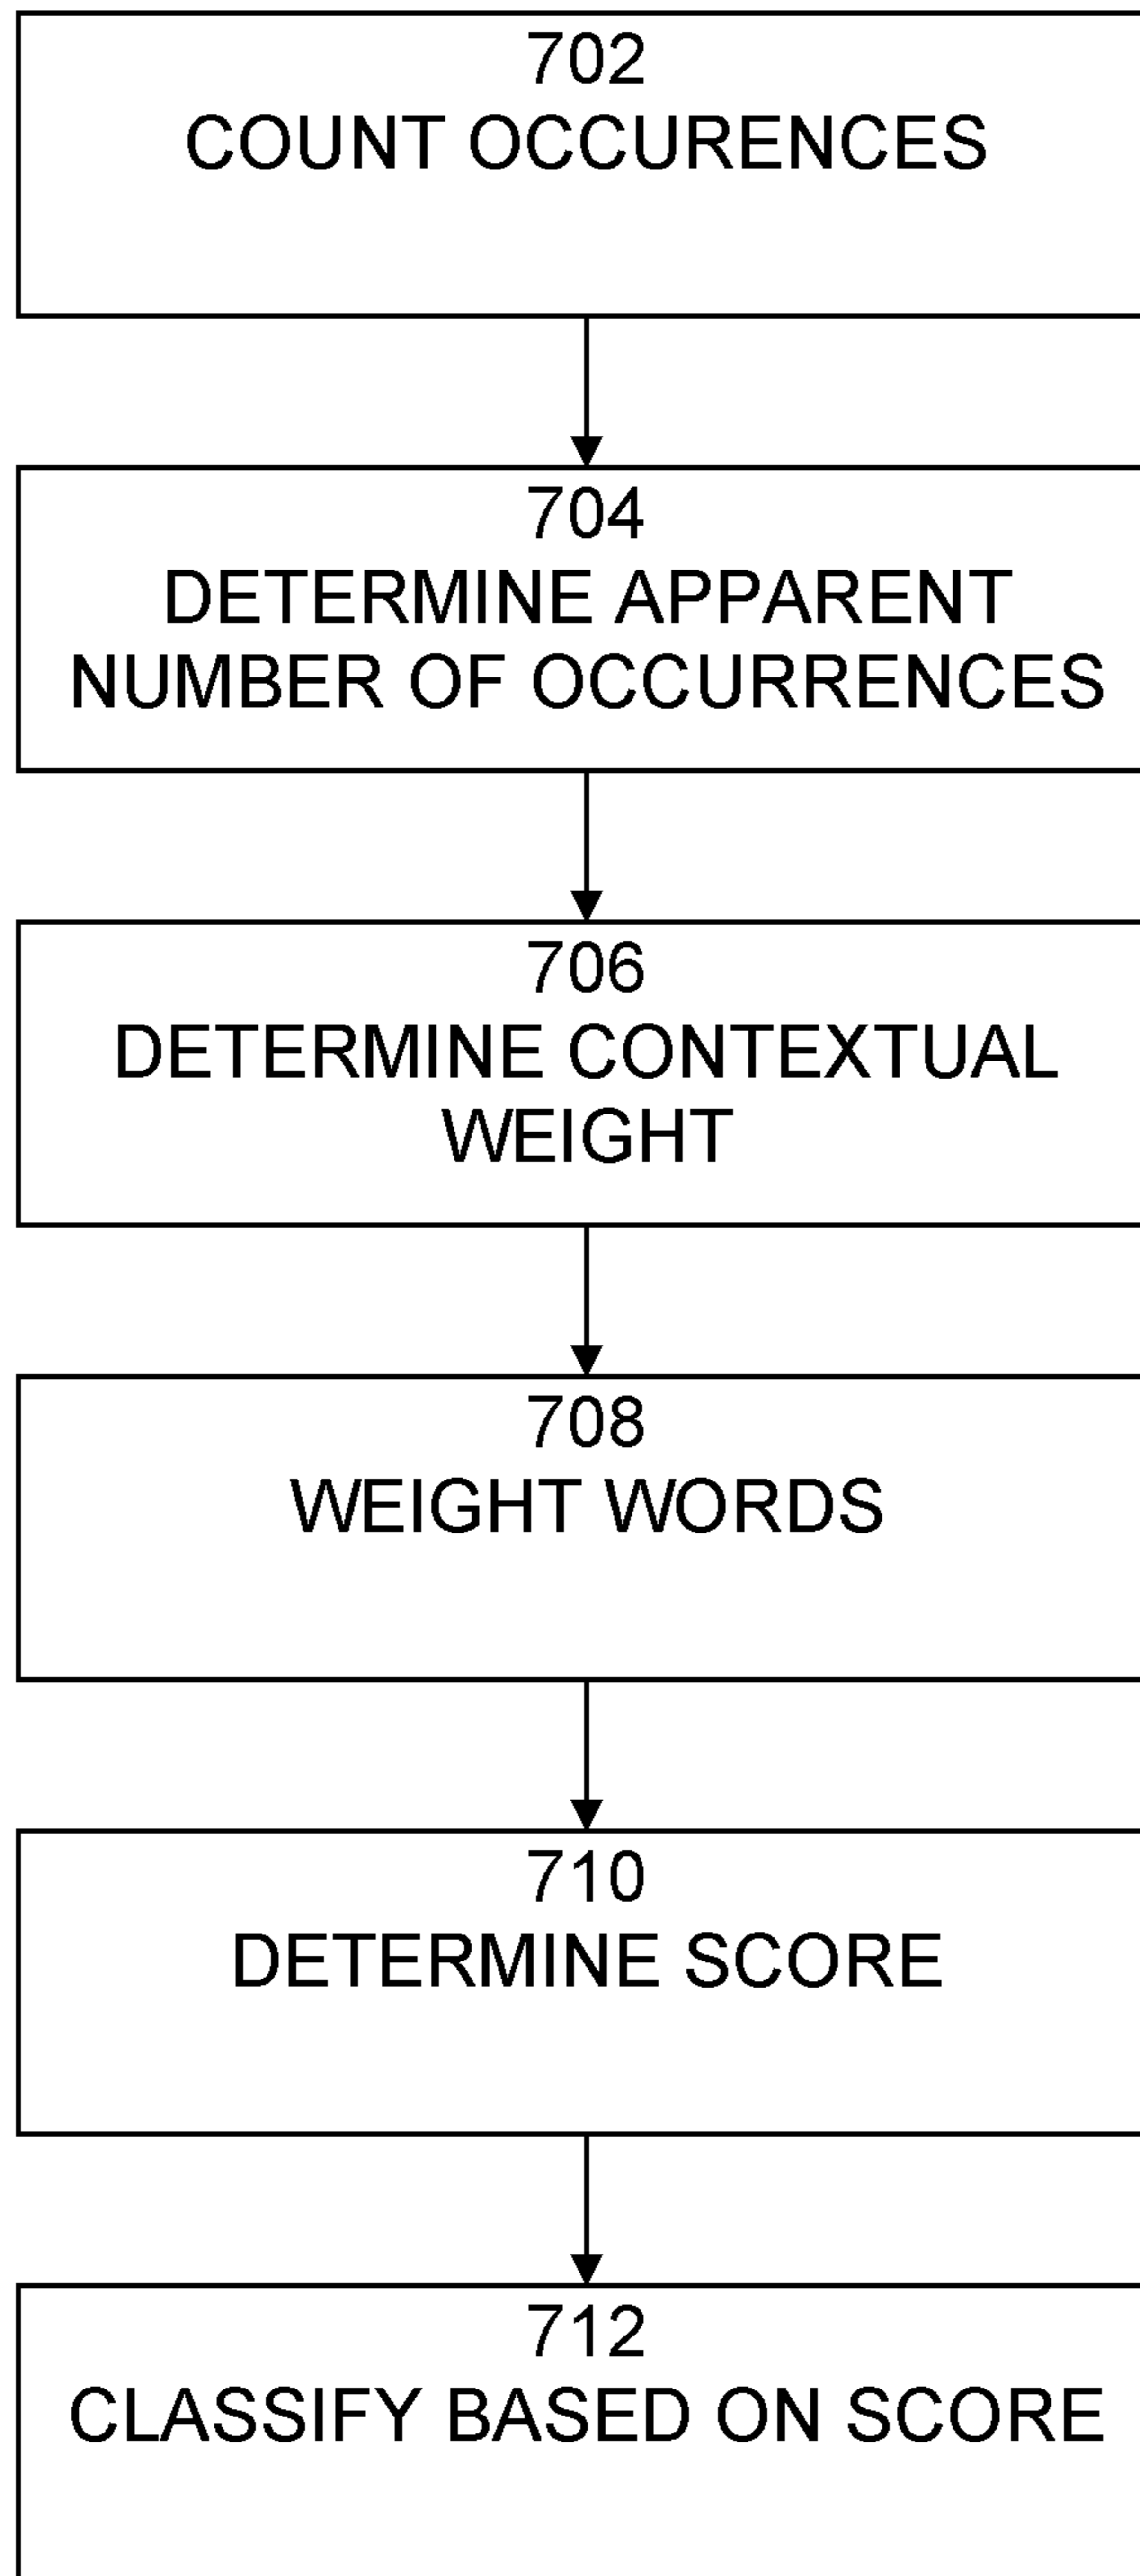 702
COUNT OCCURENCES
704
DETERMINE APPARENT
NUMBER OF OCCURRENCES
706
DETERMINE CONTEXTUAL
WEIGHT
708
WEIGHT WORDS
710
DETERMINE SCORE
712
CLASSIFY BASED ON SCORE